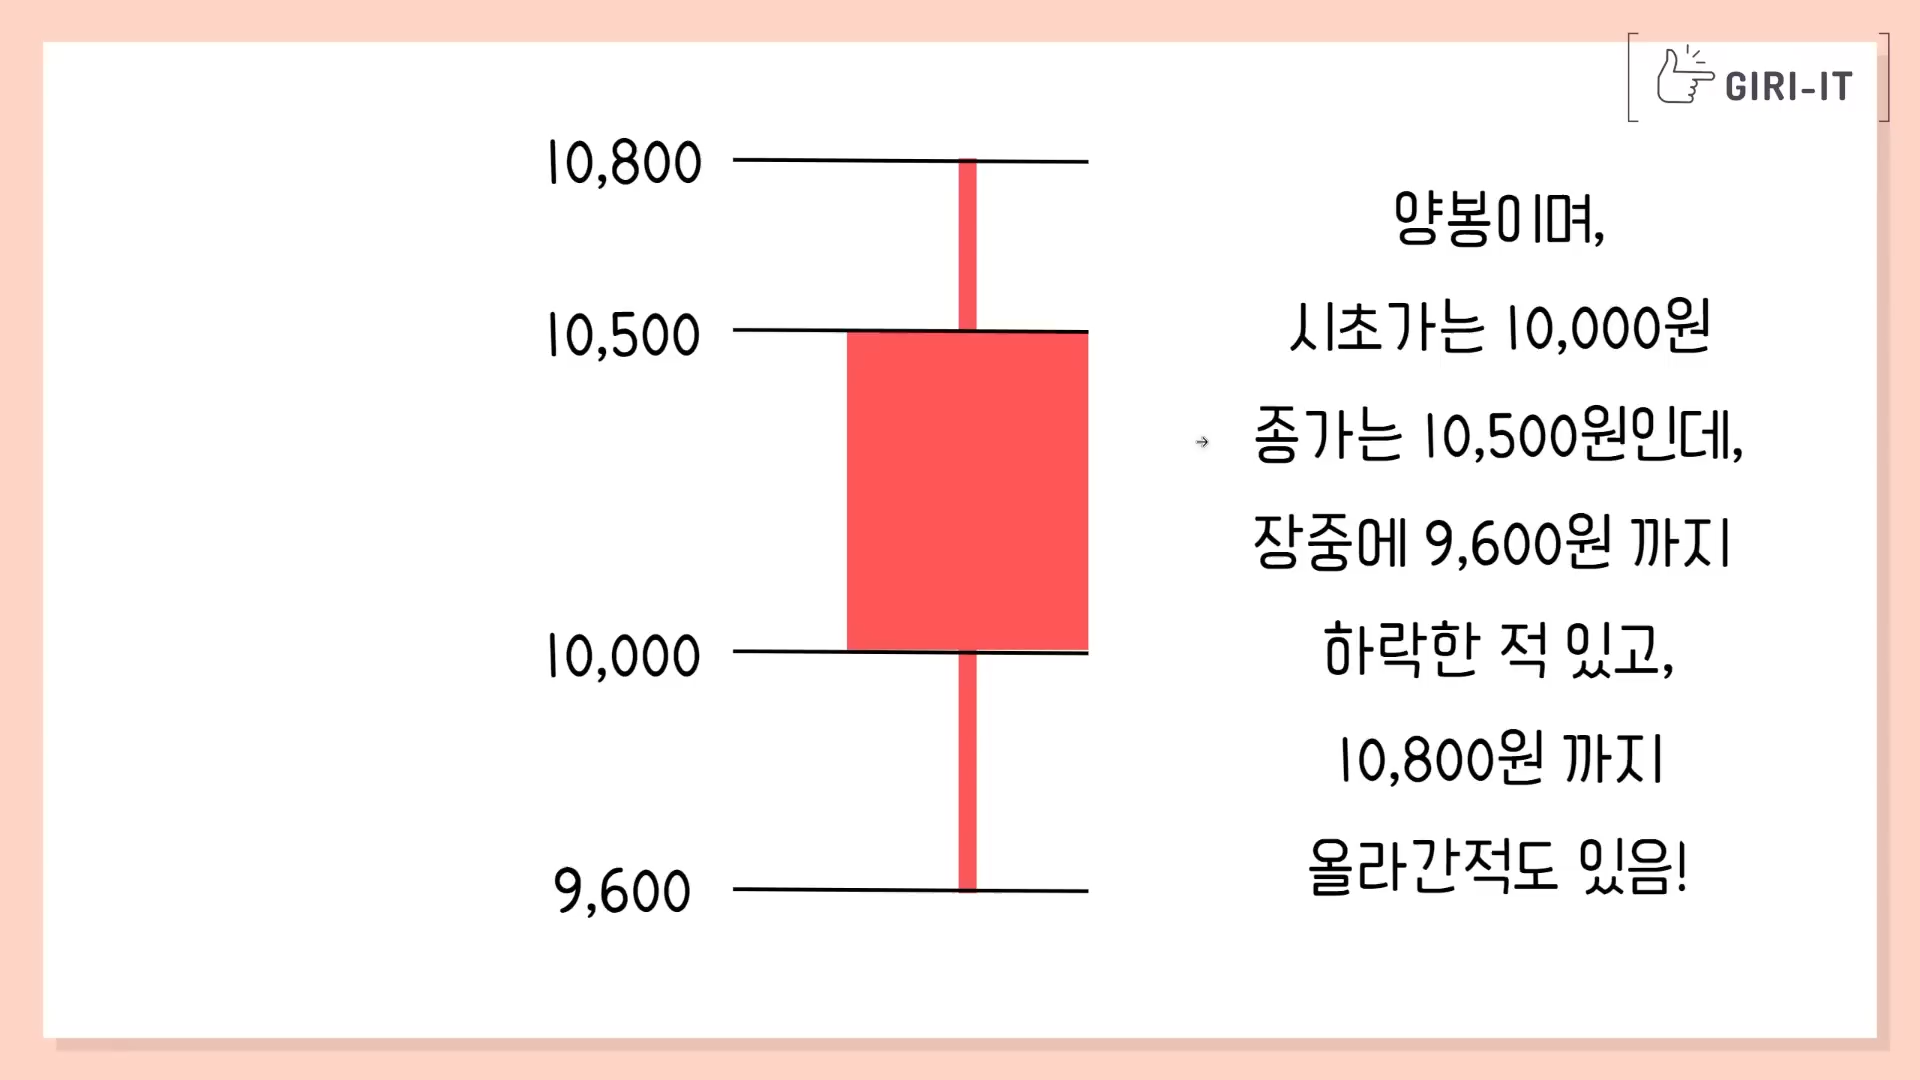 GIRI-IT
10,800
10,500
10,000
9,600
양봉이며,
시초가는 10,000원
종가는 10,500원인데,
장중에 9,600원 까지
하락한 적 있고,
10,800원 까지
올라간적도 있음!